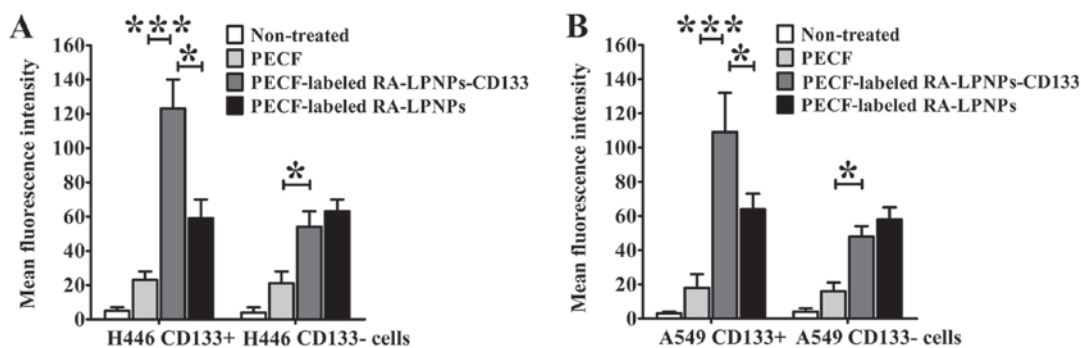 A
***
*
*
Non-treated
PECF
PECF-labeled RA-LPNPs-CD133
PECF-labeled RA-LPNPs
Mean fluorescence intensity
160
140
120
100
80
60
40
20
0
H446 CD133+ H446 CD133- cells
B
***
*
*
Non-treated
PECF
PECF-labeled RA-LPNPs-CD133
PECF-labeled RA-LPNPs
Mean fluorescence intensity
160
140
120
100
80
60
40
20
0
A549 CD133+ A549 CD133- cells